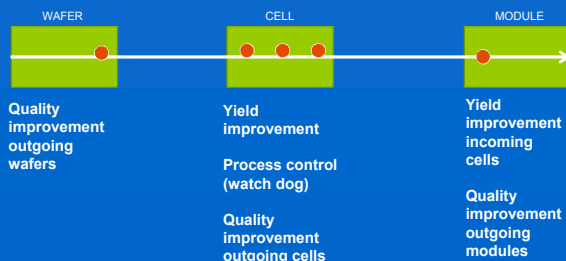 WAFER
CELL
MODULE
Quality
improvement
outgoing
wafers
Yield
improvement
Process control
(watch dog)
Quality
improvement
outgoing cells
Yield
improvement
incoming
cells
Quality
improvement
outgoing
modules